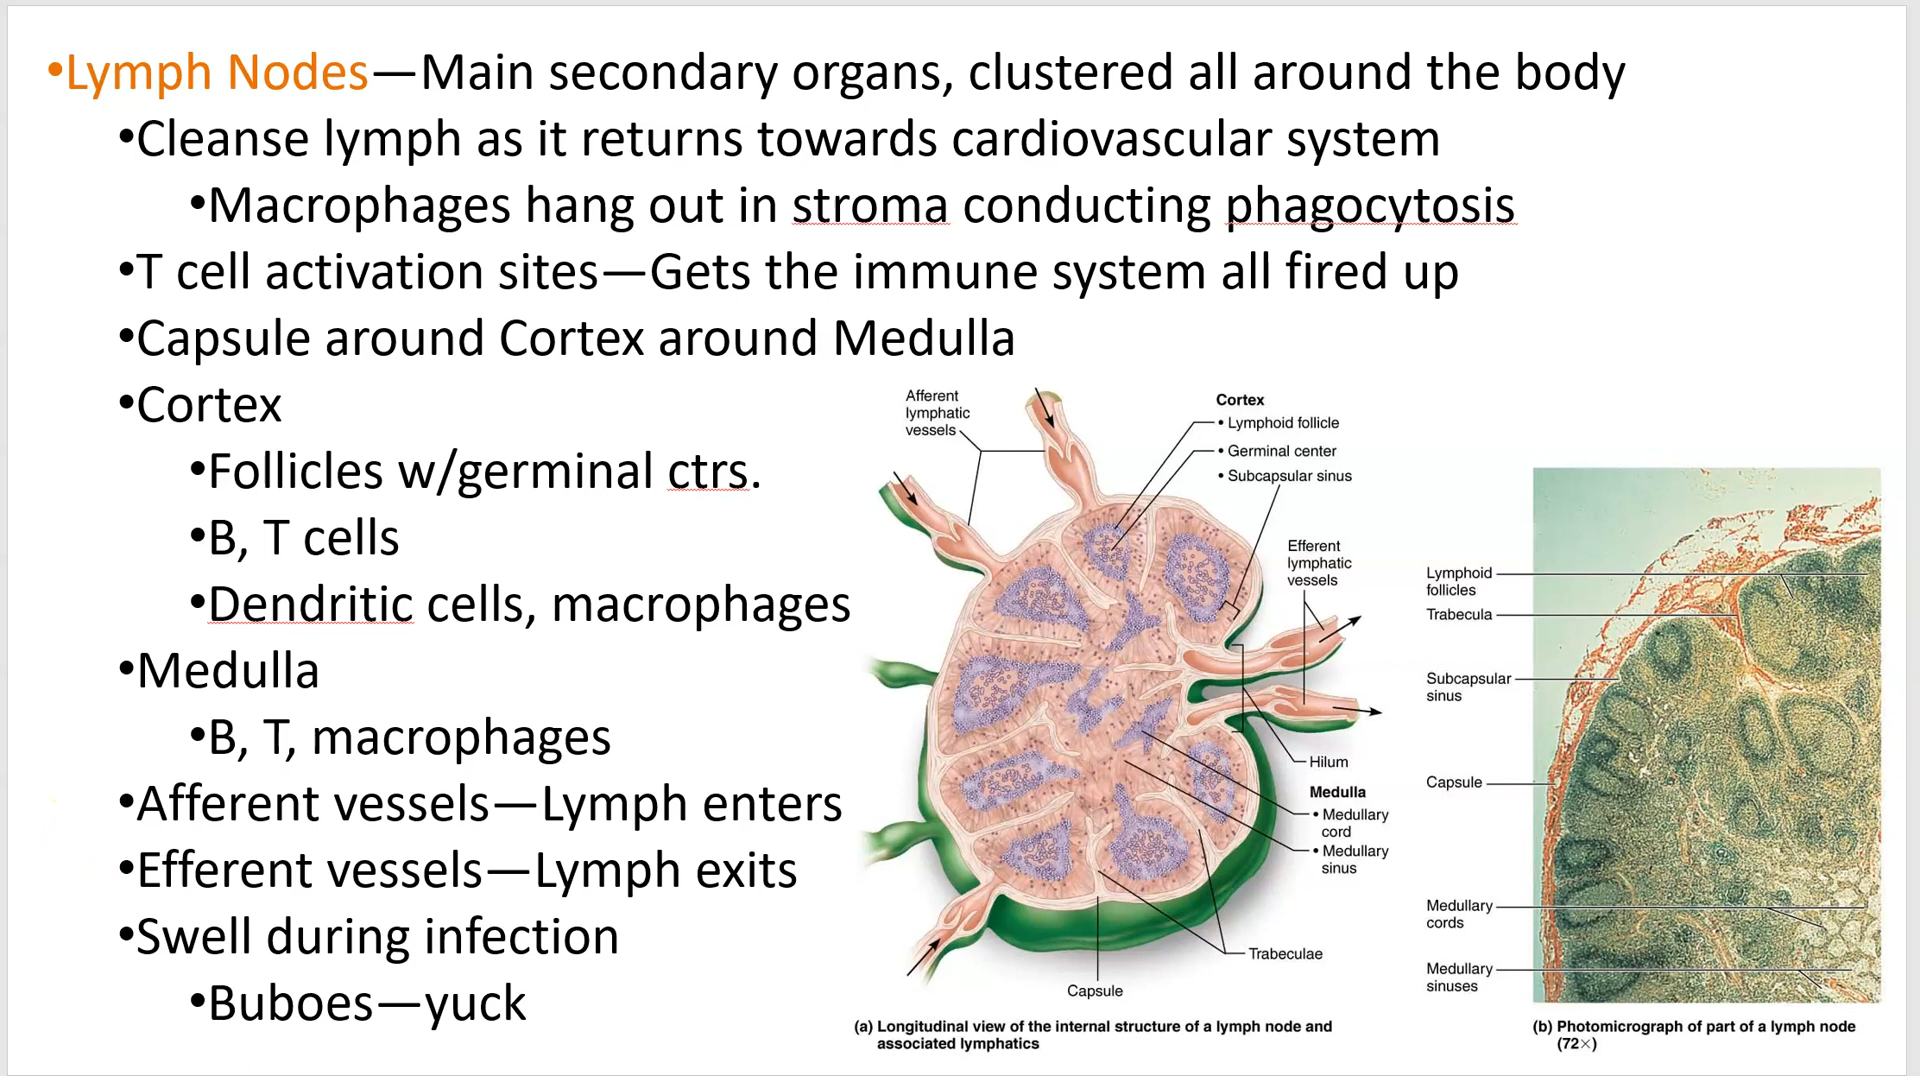 •Lymph Nodes—Main secondary organs, clustered all around the body
•Cleanse lymph as it returns towards cardiovascular system
•Macrophages hang out in stroma conducting phagocytosis
•T cell activation sites—Gets the immune system all fired up
•Capsule around Cortex around Medulla
•Cortex
•Follicles w/germinal ctrs.
•B, T cells
•Dendritic cells, macrophages
•Medulla
•B, T, macrophages
•Afferent vessels—Lymph enters
•Efferent vessels—Lymph exits
•Swell during infection
•Buboes—yuck
Afferent
lymphatic
vessels
Cortex
• Lymphoid follicle
• Germinal center
• Subcapsular sinus
Efferent
lymphatic
vessels
Hilum
Medulla
• Medullary
cord
• Medullary
sinus
Trabeculae
Capsule
(a) Longitudinal view of the internal structure of a lymph node and
associated lymphatics
Lymphoid
follicles
Trabecula
Subcapsular
sinus
Capsule
Medullary
cords
Medullary
sinuses
(b) Photomicrograph of part of a lymph node
(72×)